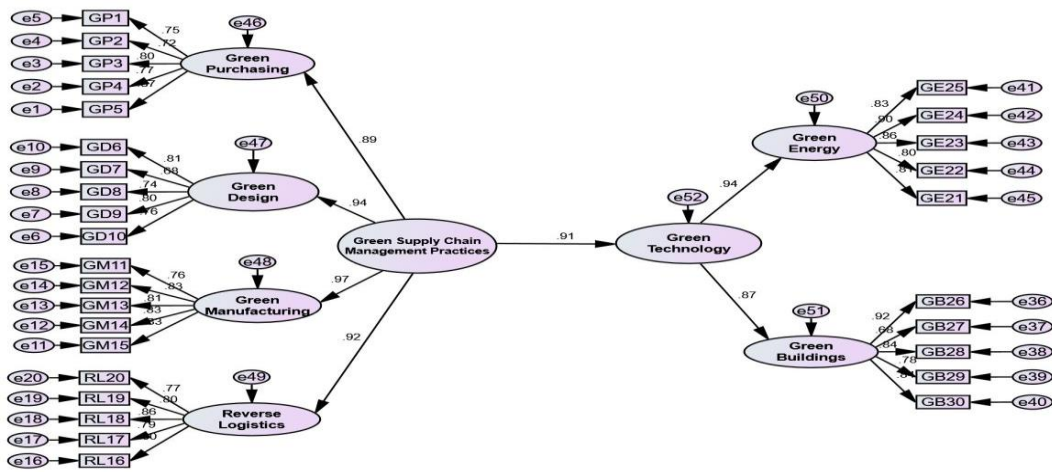 e5 GP1
.75
e4 GP2
.72
e3 GP3
.80
e2 GP4
.77
e1 GP5
e46
Green
Purchasing
.89
e10 GD6
.81
e9 GD7
.68
e8 GD8
.74
e7 GD9
.80
e6 GD10
.76
e47
Green
Design
.94
e15 GM11
.76
e14 GM12
.83
e13 GM13
.81
e12 GM14
.83
e11 GM15
e48
Green
Manufacturing
.97
e20 RL20
.77
e19 RL19
.80
e18 RL18
.86
e17 RL17
.79
e16 RL16
e49
Reverse
Logistics
.92
Green Supply Chain
Management Practices
.91
e52
Green
Technology
.94
.87
e50
Green
Energy
.83
GE25 e41
.90
GE24 e42
.86
GE23 e43
.80
GE22 e44
GE21 e45
e51
Green
Buildings
.92
GB26 e36
.68
GB27 e37
.84
GB28 e38
.78
GB29 e39
GB30 e40